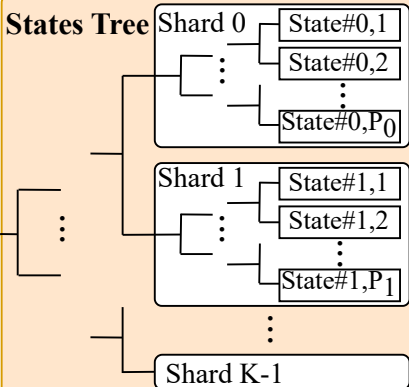 States Tree
Shard 0
State#0,1
State#0,2
State#0,P0
Shard 1
State#1,1
State#1,2
State#1,P1
Shard K-1